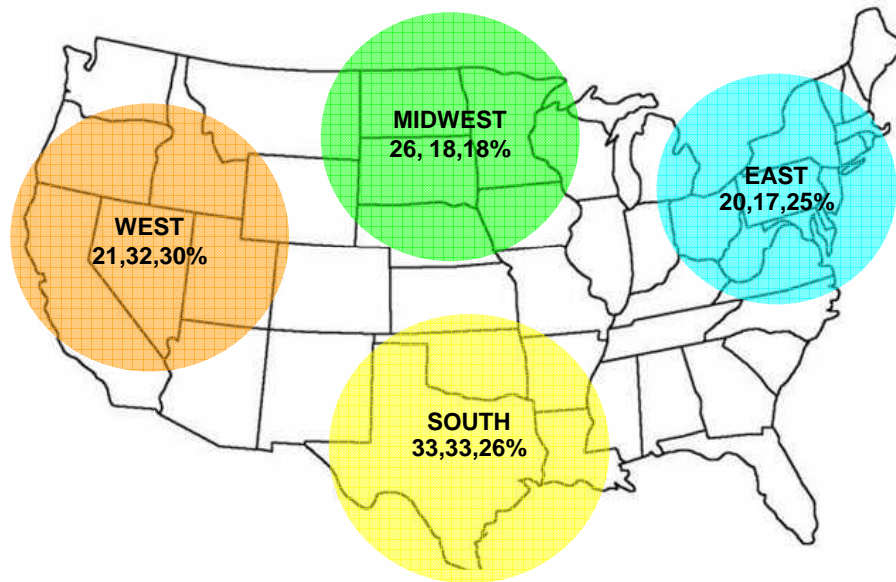 MIDWEST
26, 18,18%
EAST
20,17,25%
WEST
21,32,30%
SOUTH
33,33,26%